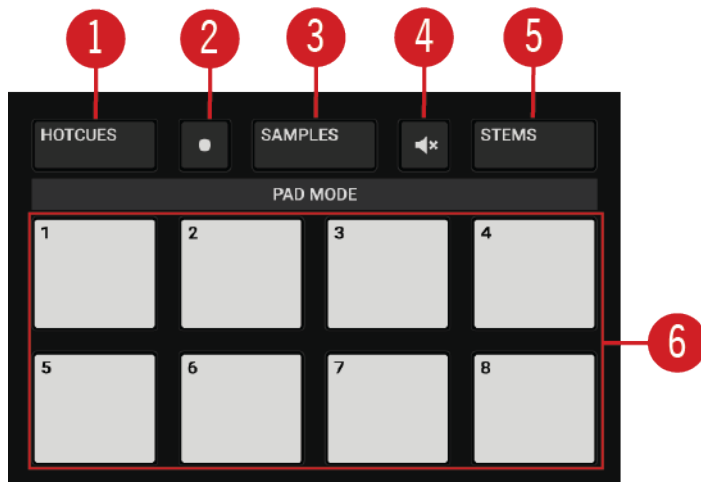 1 2 3 4 5
HOTCUES SAMPLES STEMS
PAD MODE
1 2 3 4
6
5 6 7 8